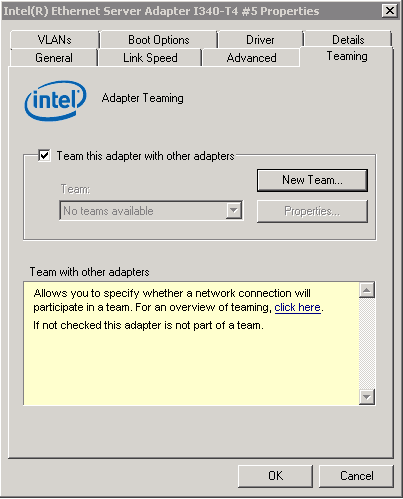 Intel(R) Ethernet Server Adapter I340-T4 #5 Properties
VLANs Boot Options Driver Details
General Link Speed Advanced Teaming
intel Adapter Teaming
Team this adapter with other adapters
New Team...
Team:
No teams available
Properties...
Team with other adapters
Allows you to specify whether a network connection will
participate in a team. For an overview of teaming, click here.
If not checked this adapter is not part of a team.
OK Cancel